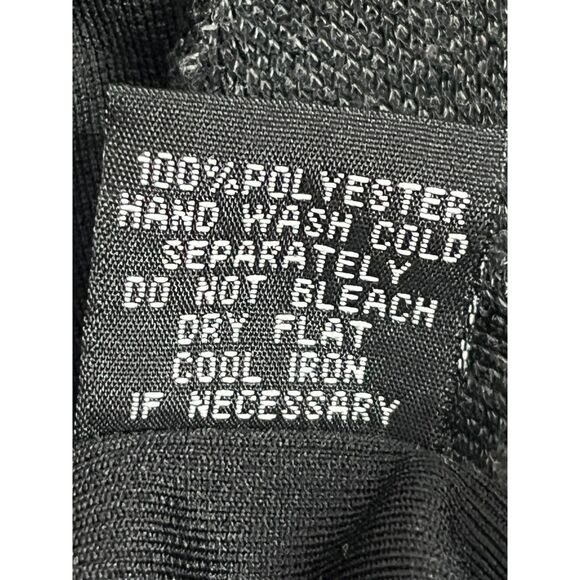 100% POLYESTER
HAND WASH COLD
SEPARATELY
DO NOT BLEACH
DRY FLAT
COOL IRON
IF NECESSARY